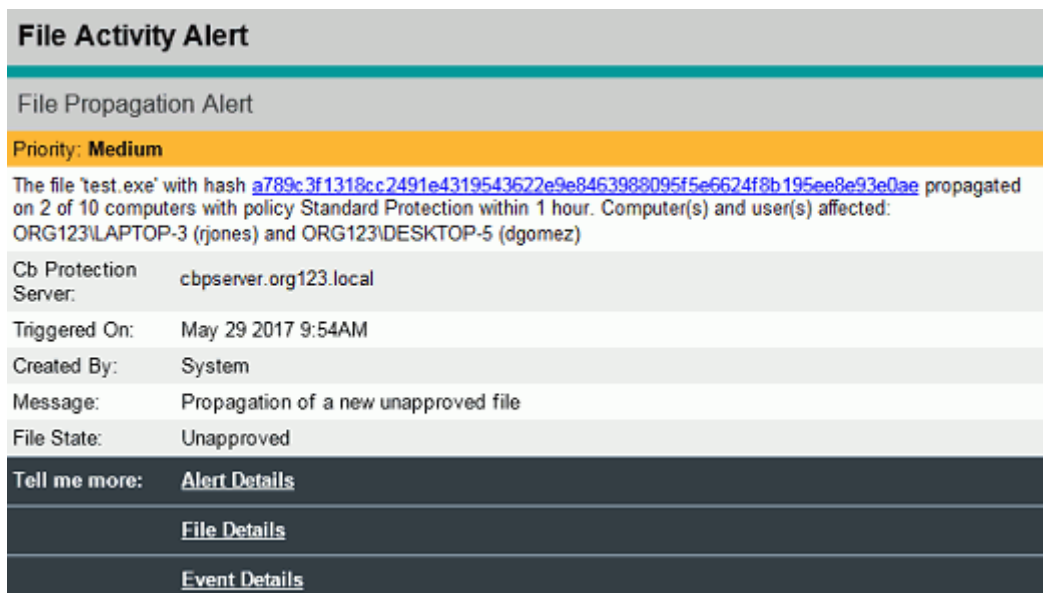 File Activity Alert
File Propagation Alert
Priority: Medium
The file 'test.exe' with hash a789c3f1318cc2491e4319543622e9e8463988095f5e6624f8b195ee8e93e0ae propagated
on 2 of 10 computers with policy Standard Protection within 1 hour. Computer(s) and user(s) affected:
ORG123\LAPTOP-3 (rjones) and ORG123\DESKTOP-5 (dgomez)
Cb Protection
Server: cbpserver.org123.local
Triggered On: May 29 2017 9:54AM
Created By: System
Message: Propagation of a new unapproved file
File State: Unapproved
Tell me more: Alert Details
File Details
Event Details